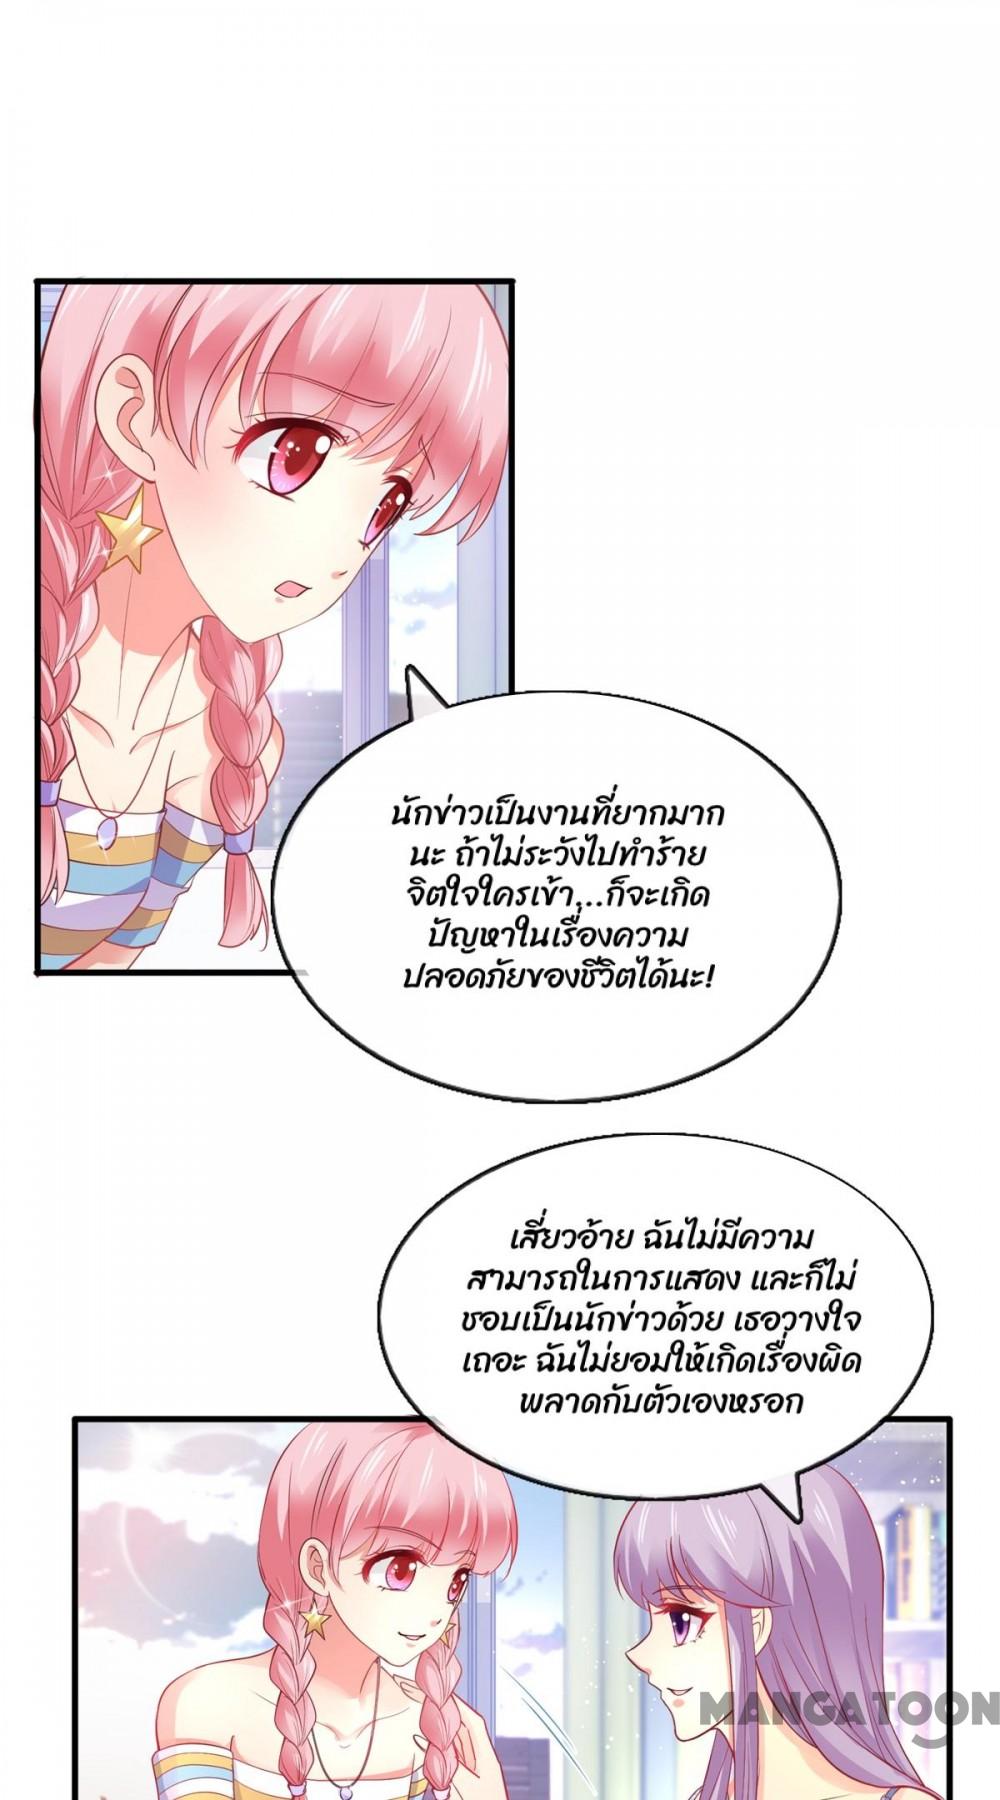 นักข่าวเป็นงานที่ยากมาก
นะ ถ้าไม่ระวังไปทำร้าย
จิตใจใครเข้า...ก็จะเกิด
ปัญหาในเรื่องความ
ปลอดภัยของชีวิตได้นะ!
เสี่ยวอ้าย ฉันไม่มีความ
สามารถในการแสดง และก็ไม่
ชอบเป็นนักข่าวด้วย เธอวางใจ
เถอะ ฉันไม่ยอมให้เกิดเรื่องผิด
พลาดกับตัวเองหรอก
MANGATOON